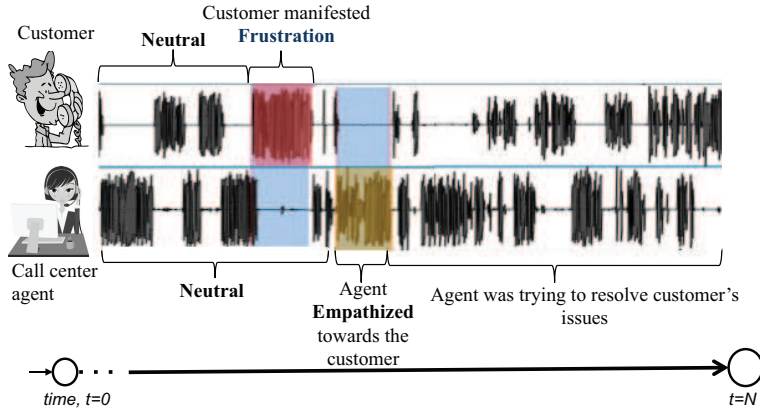 Customer
Neutral
Customer manifested
Frustration
Call center
agent
Neutral
Agent
Empathized
towards the
customer
Agent was trying to resolve customer's
issues
time, t=0
t=N